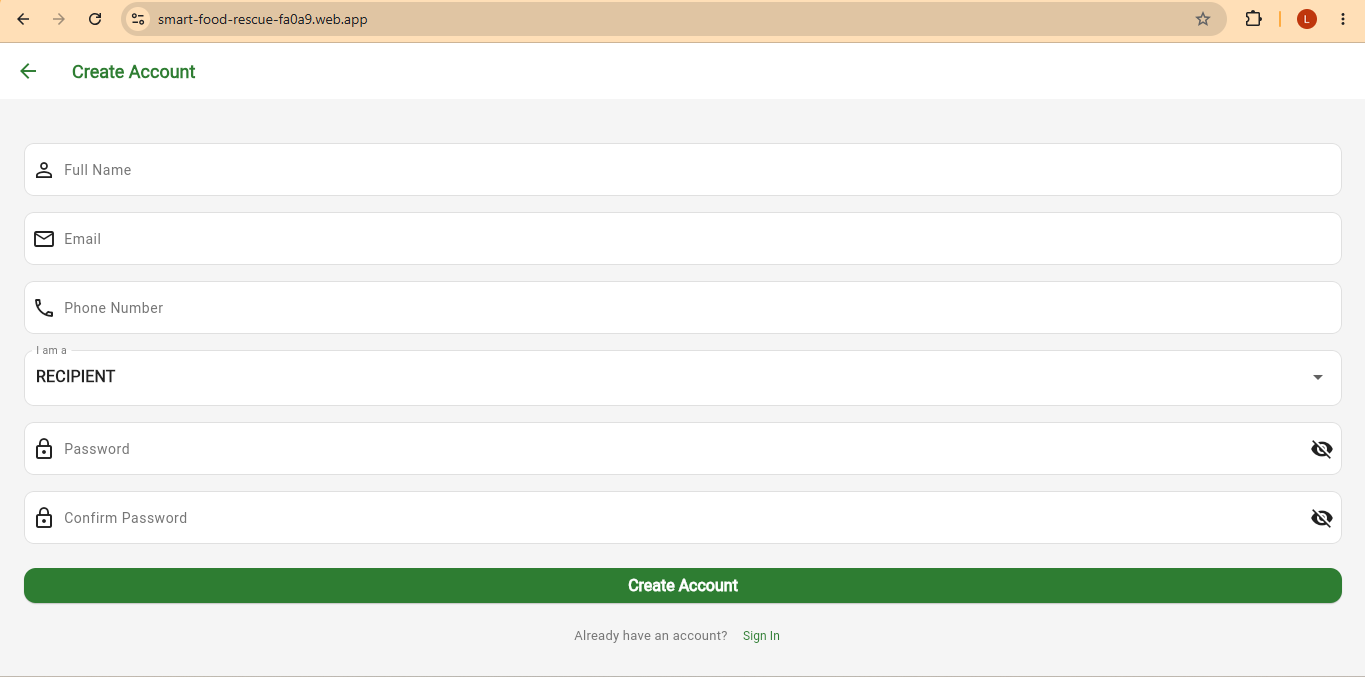 smart-food-rescue-fa0a9.web.app
L
Create Account
Full Name
Email
Phone Number
I am a
RECIPIENT
Password
Confirm Password
Create Account
Already have an account? Sign In